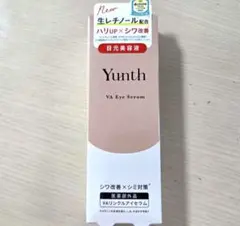 New
生レチノール配合
ハリUP×シワ改善
目元美容液
Yunth
VA Eye Serum
シワ改善×シミ対策
医薬部外品
VAリンクルアイセラム